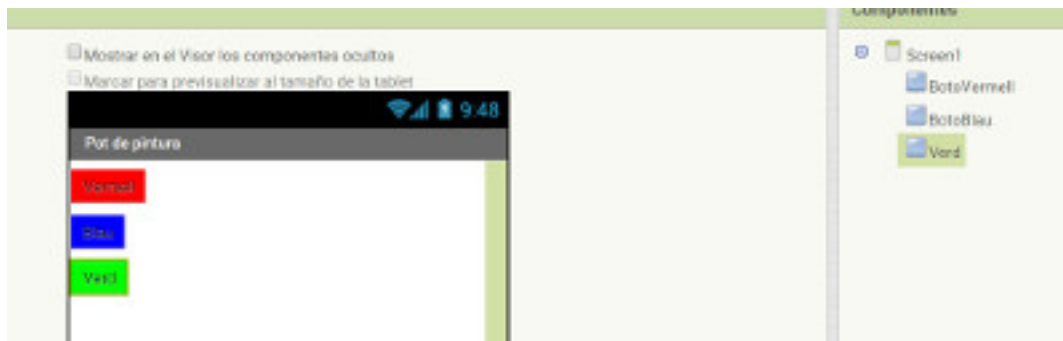 Componentes
Mostrar en el Visor los componentes ocultos
Marcar para previsualizar al tamaño de la tablet
9:48
Pot de pintura
Vermell
Blau
Verd
Screen1
BotoVermell
BotoBlau
Verd